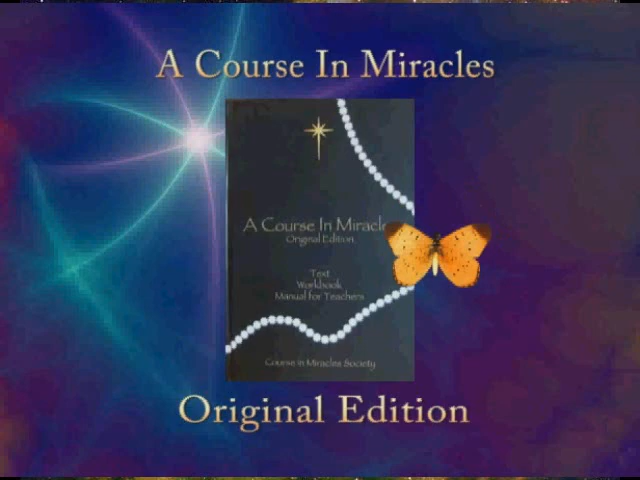 A Course In Miracles
A Course In Miracl
Original Edition
Text
Workbook
Manual for Teachers
Course in Miracles Society
Original Edition